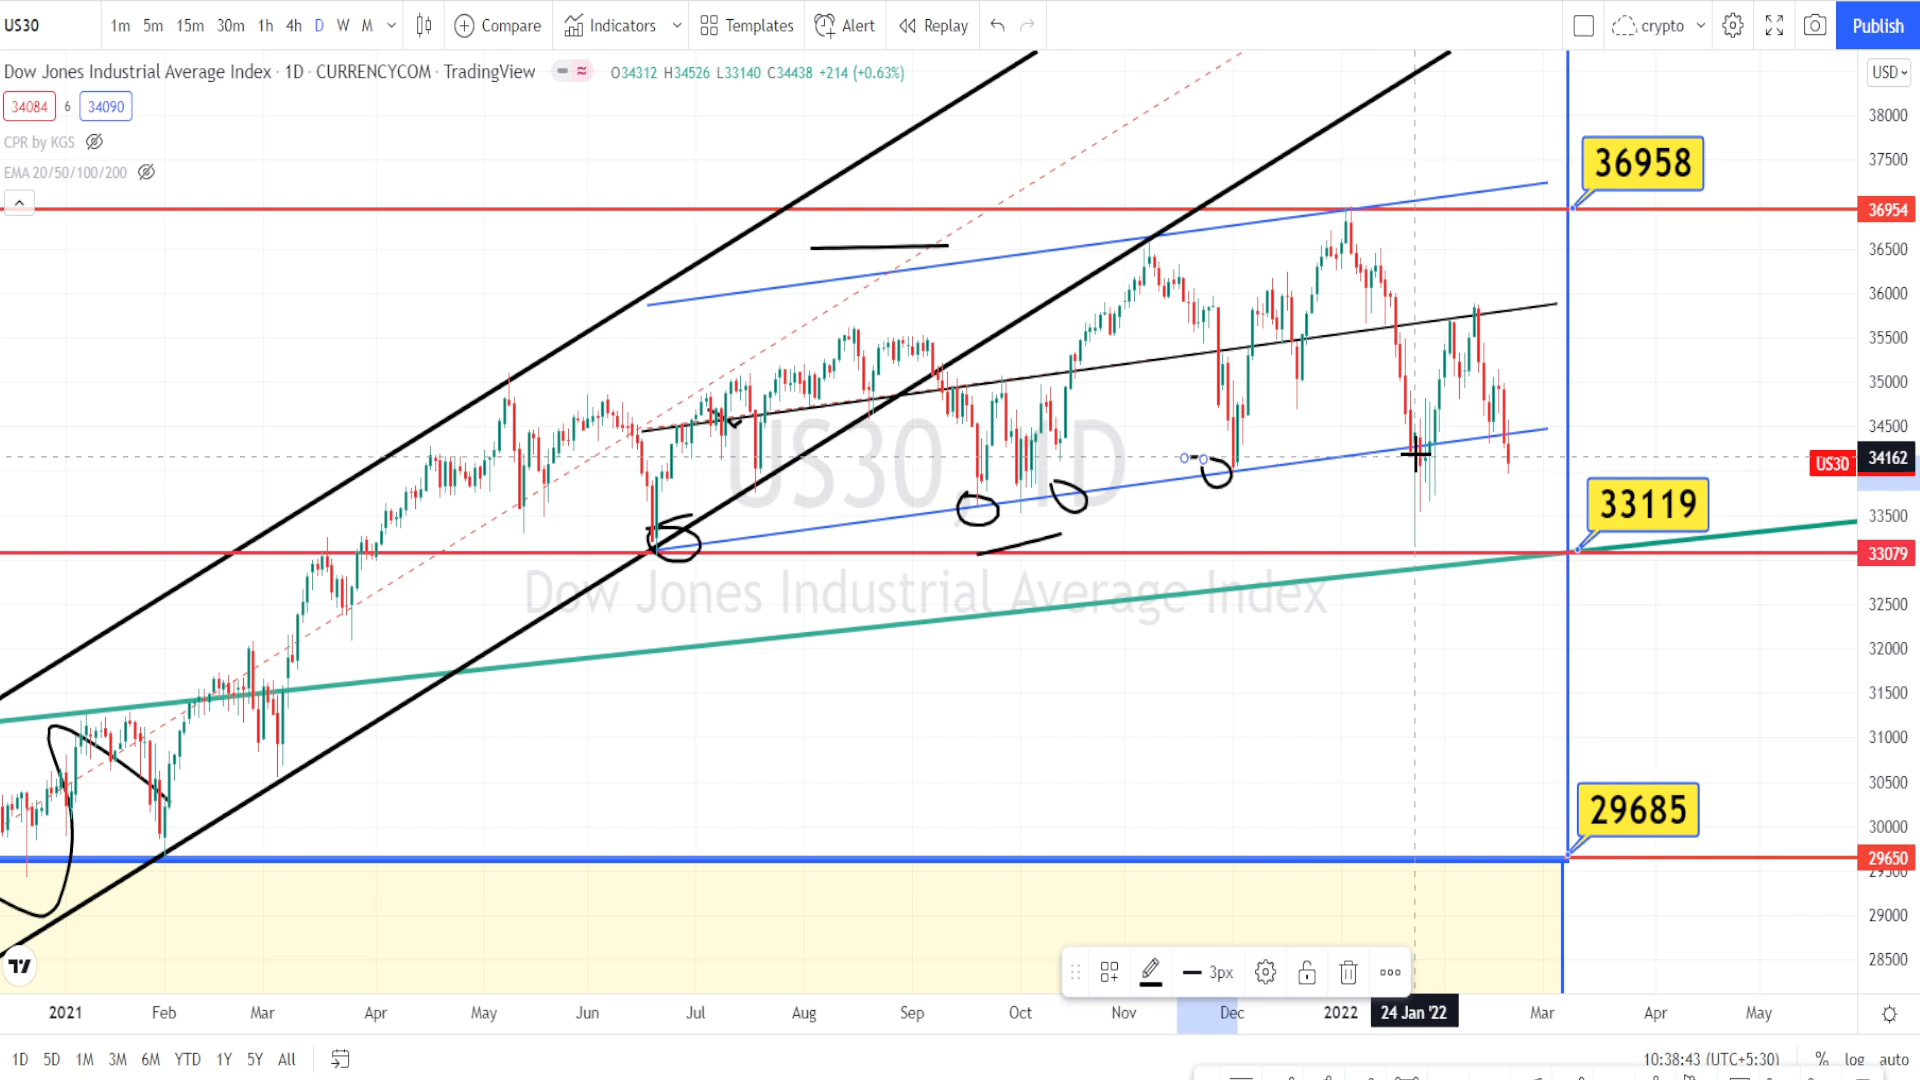 US30 1m 5m 15m 30m 1h 4h D W M Compare Indicators Templates Alert Replay crypto Publish
Dow Jones Industrial Average Index · 1D · CURRENCYCOM · TradingView O34312 H34526 L33140 C34438 +214 (+0.63%) USD
34084 6 34090
CPR by KGS
EMA 20/50/100/200
38000
37500
36958
36954
36500
36000
35500
35000
34500
US30 34162
33119
33500
33079
32500
32000
31500
31000
30500
29685
30000
29650
29500
29000
28500
US30, 1D
Dow Jones Industrial Average Index
3px
2021 Feb Mar Apr May Jun Jul Aug Sep Oct Nov Dec 2022 24 Jan '22 Mar Apr May
1D 5D 1M 3M 6M YTD 1Y 5Y All 10:38:43 (UTC+5:30) % log auto